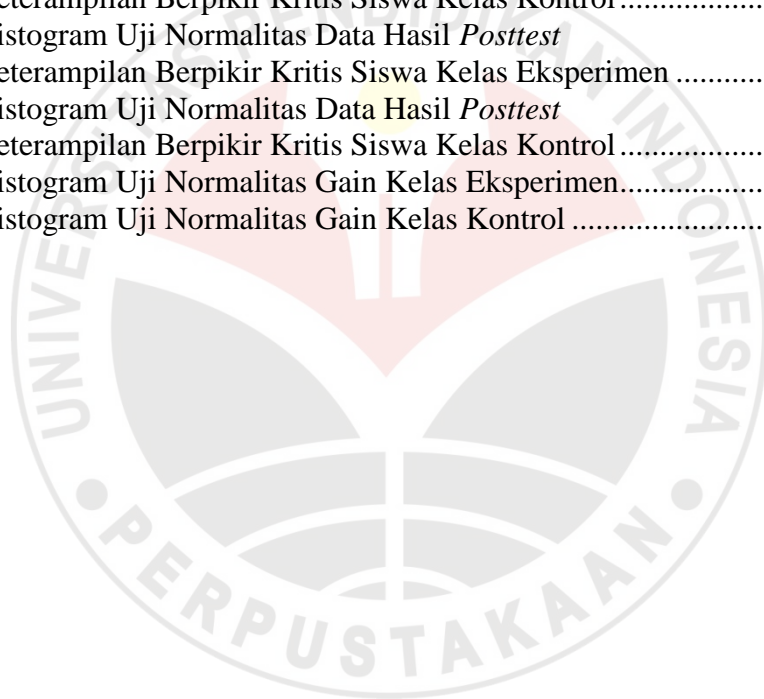 eterampilan Berpikir Kritis Siswa Kelas Kontrol...................
istogram Uji Normalitas Data Hasil Posttest
eterampilan Berpikir Kritis Siswa Kelas Eksperimen ...........
istogram Uji Normalitas Data Hasil Posttest
eterampilan Berpikir Kritis Siswa Kelas Kontrol...................
istogram Uji Normalitas Gain Kelas Eksperimen...................
istogram Uji Normalitas Gain Kelas Kontrol .........................
UNIVERSITAS PENDIDIKAN INDONESIA
• PERPUSTAKAAN •